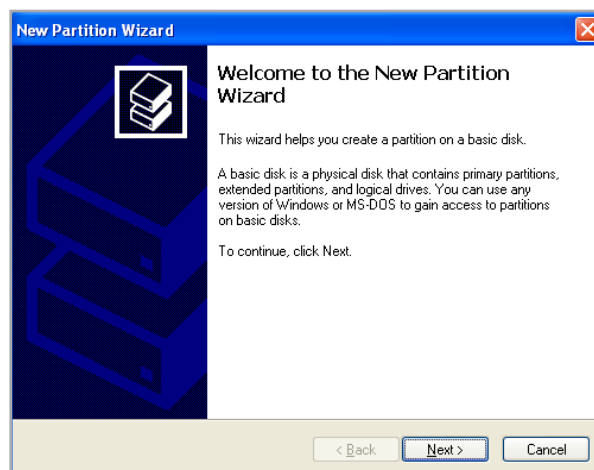 New Partition Wizard
Welcome to the New Partition
Wizard
This wizard helps you create a partition on a basic disk.
A basic disk is a physical disk that contains primary partitions,
extended partitions, and logical drives. You can use any
version of Windows or MS-DOS to gain access to partitions
on basic disks.
To continue, click Next.
< Back
Next >
Cancel